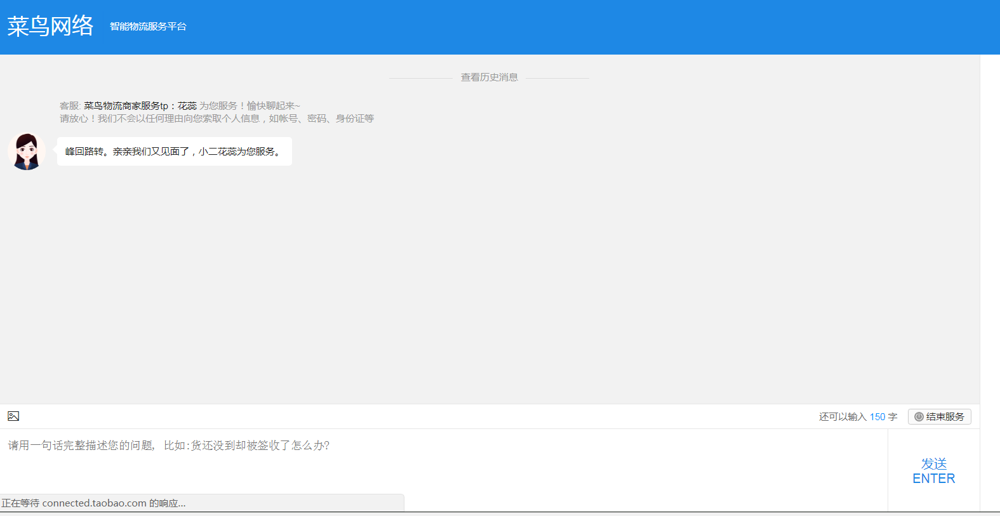 菜鸟网络 智能物流服务平台
查看历史消息
客服: 菜鸟物流商家服务tp：花蕊 为您服务！愉快聊起来~
请放心！我们不会以任何理由向您索取个人信息，如帐号、密码、身份证等
峰回路转。亲亲我们又见面了，小二花蕊为您服务。
还可以输入 150 字 结束服务
请用一句话完整描述您的问题, 比如:货还没到却被签收了怎么办?
发送
ENTER
正在等待 connected.taobao.com 的响应...